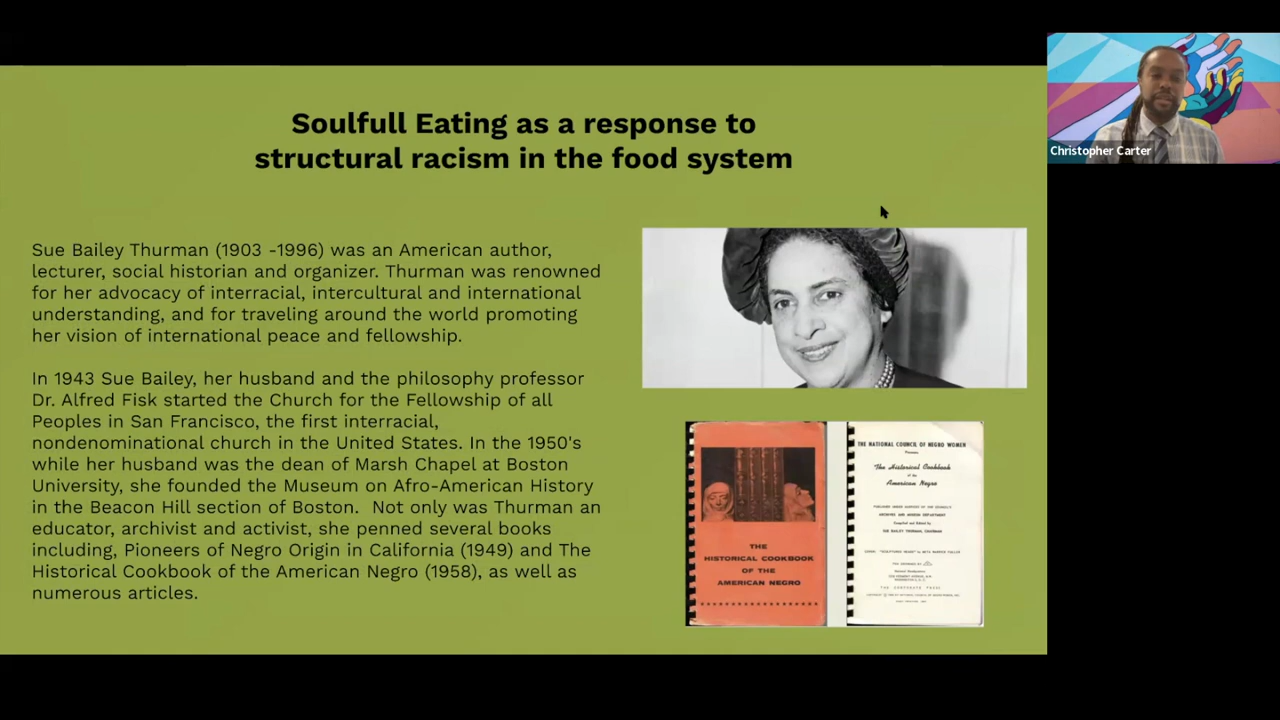 Soulfull Eating as a response to
structural racism in the food system
Christopher Carter
Sue Bailey Thurman (1903 -1996) was an American author,
lecturer, social historian and organizer. Thurman was renowned
for her advocacy of interracial, intercultural and international
understanding, and for traveling around the world promoting
her vision of international peace and fellowship.
In 1943 Sue Bailey, her husband and the philosophy professor
Dr. Alfred Fisk started the Church for the Fellowship of all
Peoples in San Francisco, the first interracial,
nondenominational church in the United States. In the 1950's
while her husband was the dean of Marsh Chapel at Boston
University, she founded the Museum on Afro-American History
in the Beacon Hill section of Boston.  Not only was Thurman an
educator, archivist and activist, she penned several books
including, Pioneers of Negro Origin in California (1949) and The
Historical Cookbook of the American Negro (1958), as well as
numerous articles.
THE
HISTORICAL COOKBOOK
OF THE
AMERICAN NEGRO
THE NATIONAL COUNCIL OF NEGRO WOMEN
Presents
The Historical Cookbook
of the
American Negro